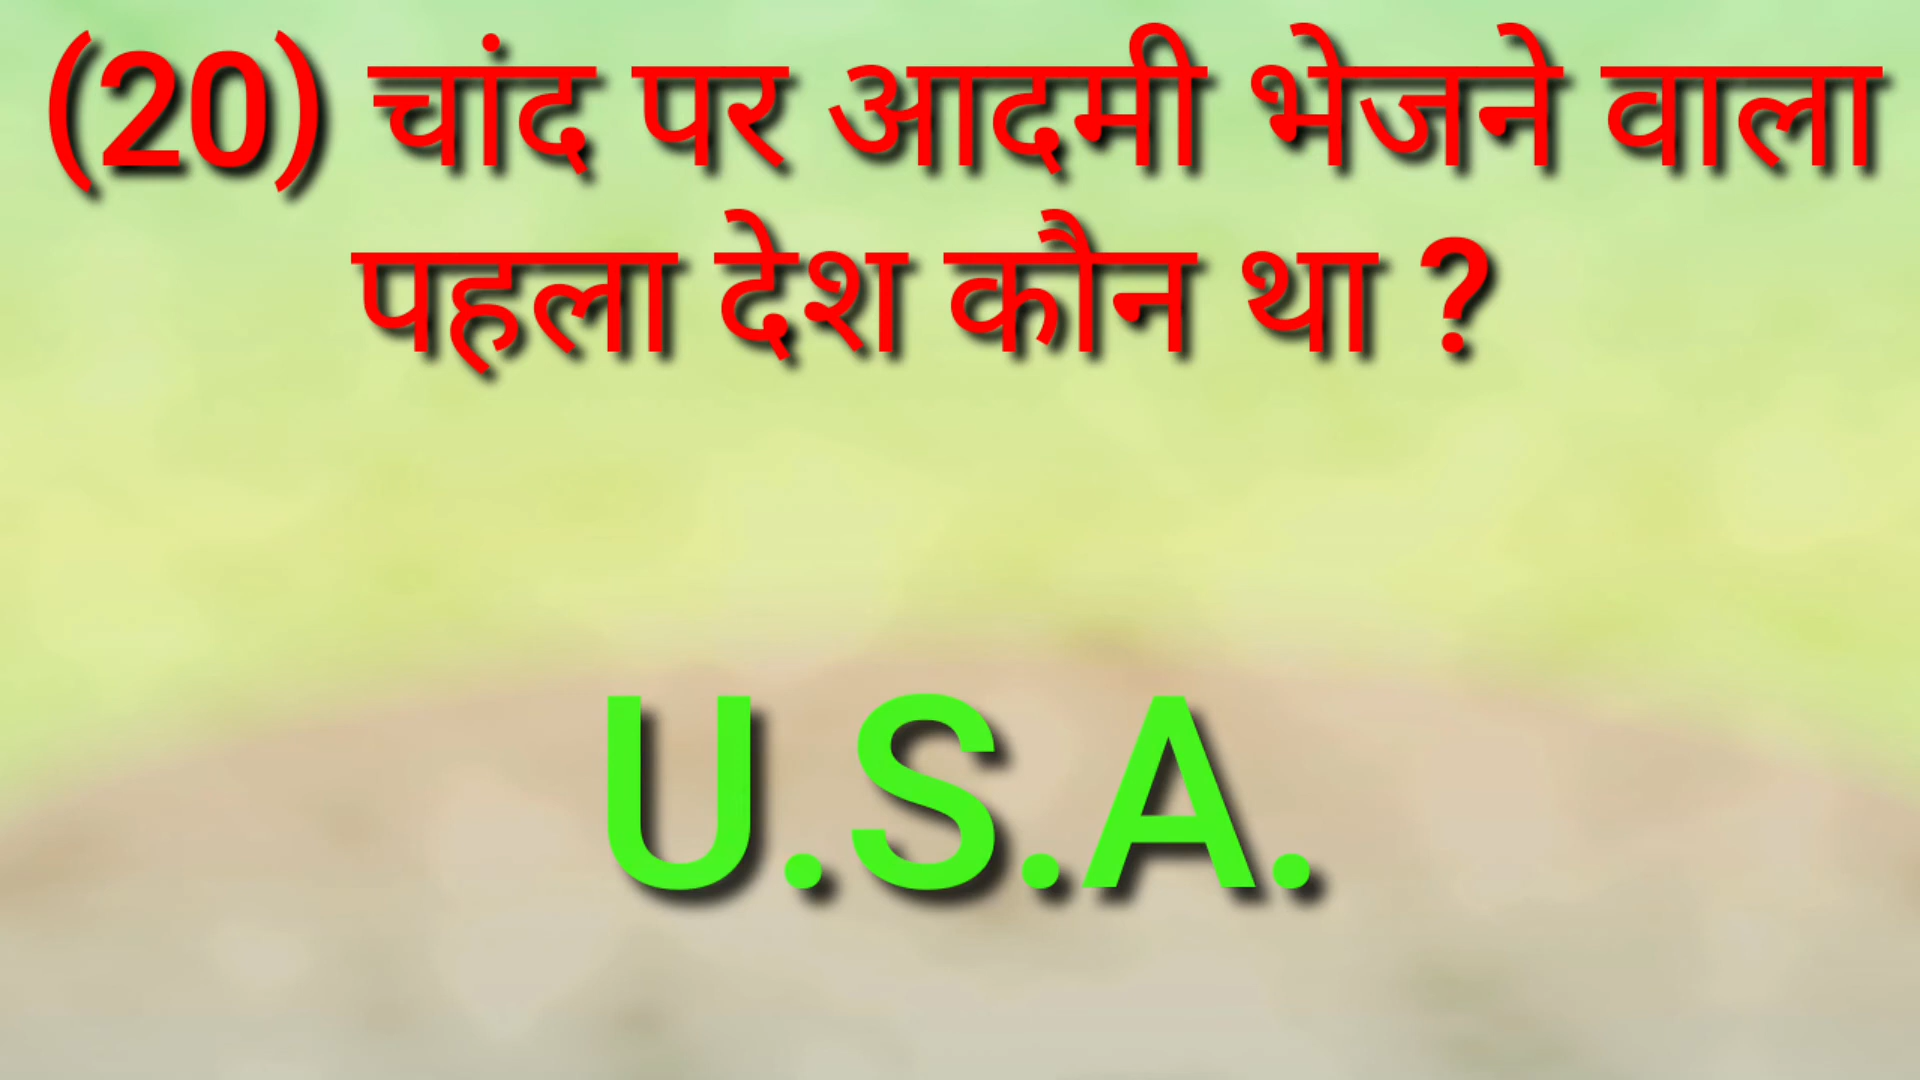 (20) चांद पर आदमी भेजने वाला
पहला देश कौन था ?
U.S.A.